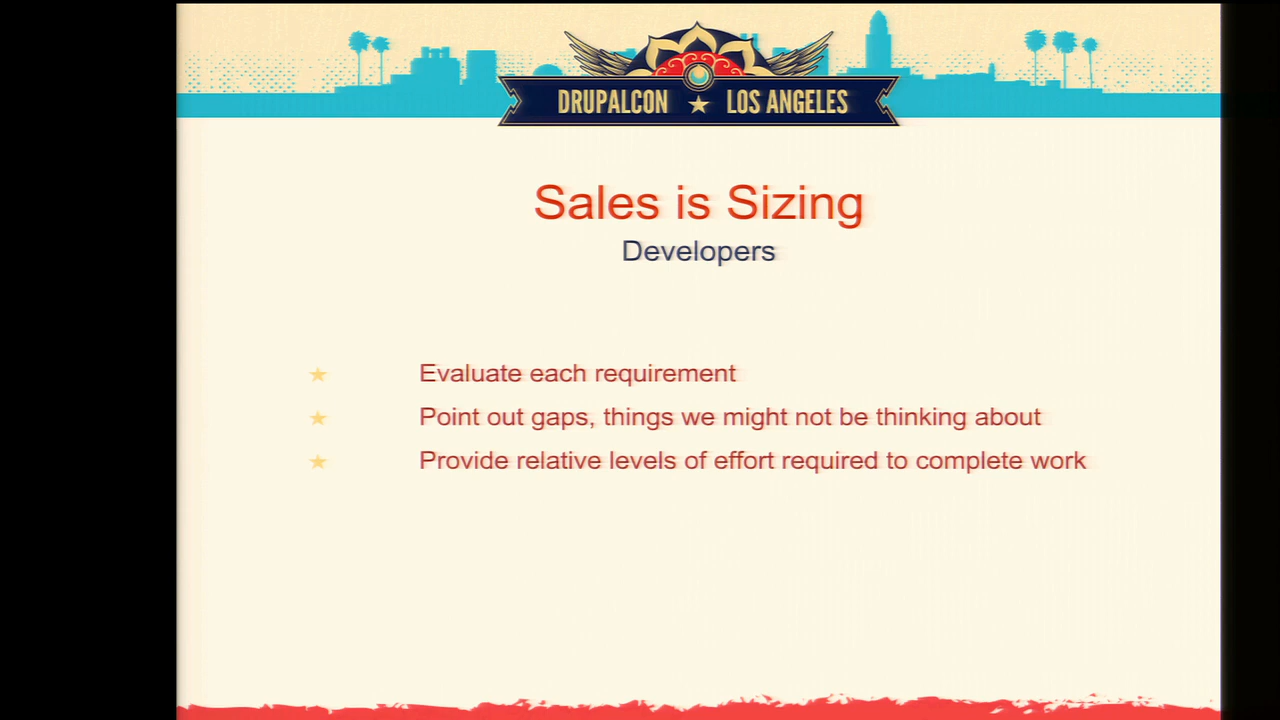 DRUPALCON ★ LOS ANGELES
Sales is Sizing
Developers
★ Evaluate each requirement
★ Point out gaps, things we might not be thinking about
★ Provide relative levels of effort required to complete work